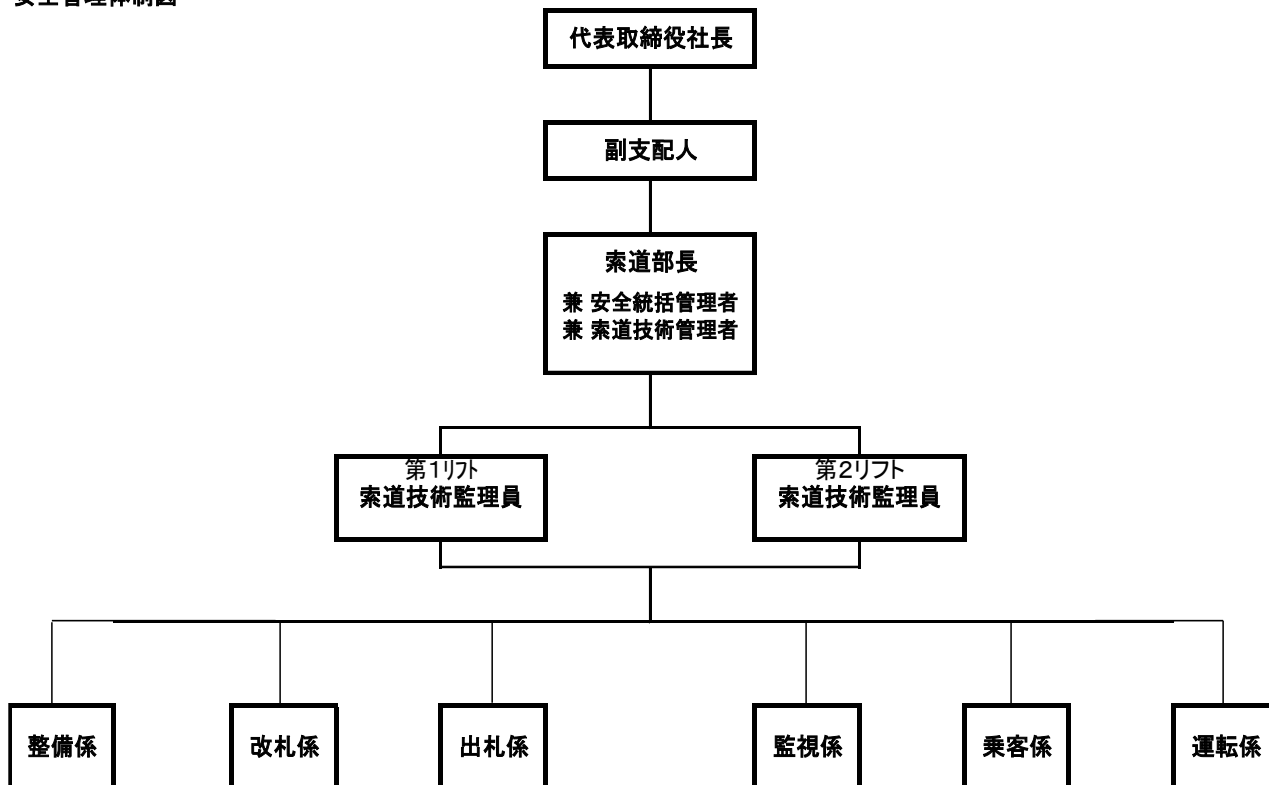 安全管理体制図
代表取締役社長
副支配人
索道部長
兼 安全統括管理者
兼 索道技術管理者
第1リフト
索道技術監理員
第2リフト
索道技術監理員
整備係
改札係
出札係
監視係
乗客係
運転係